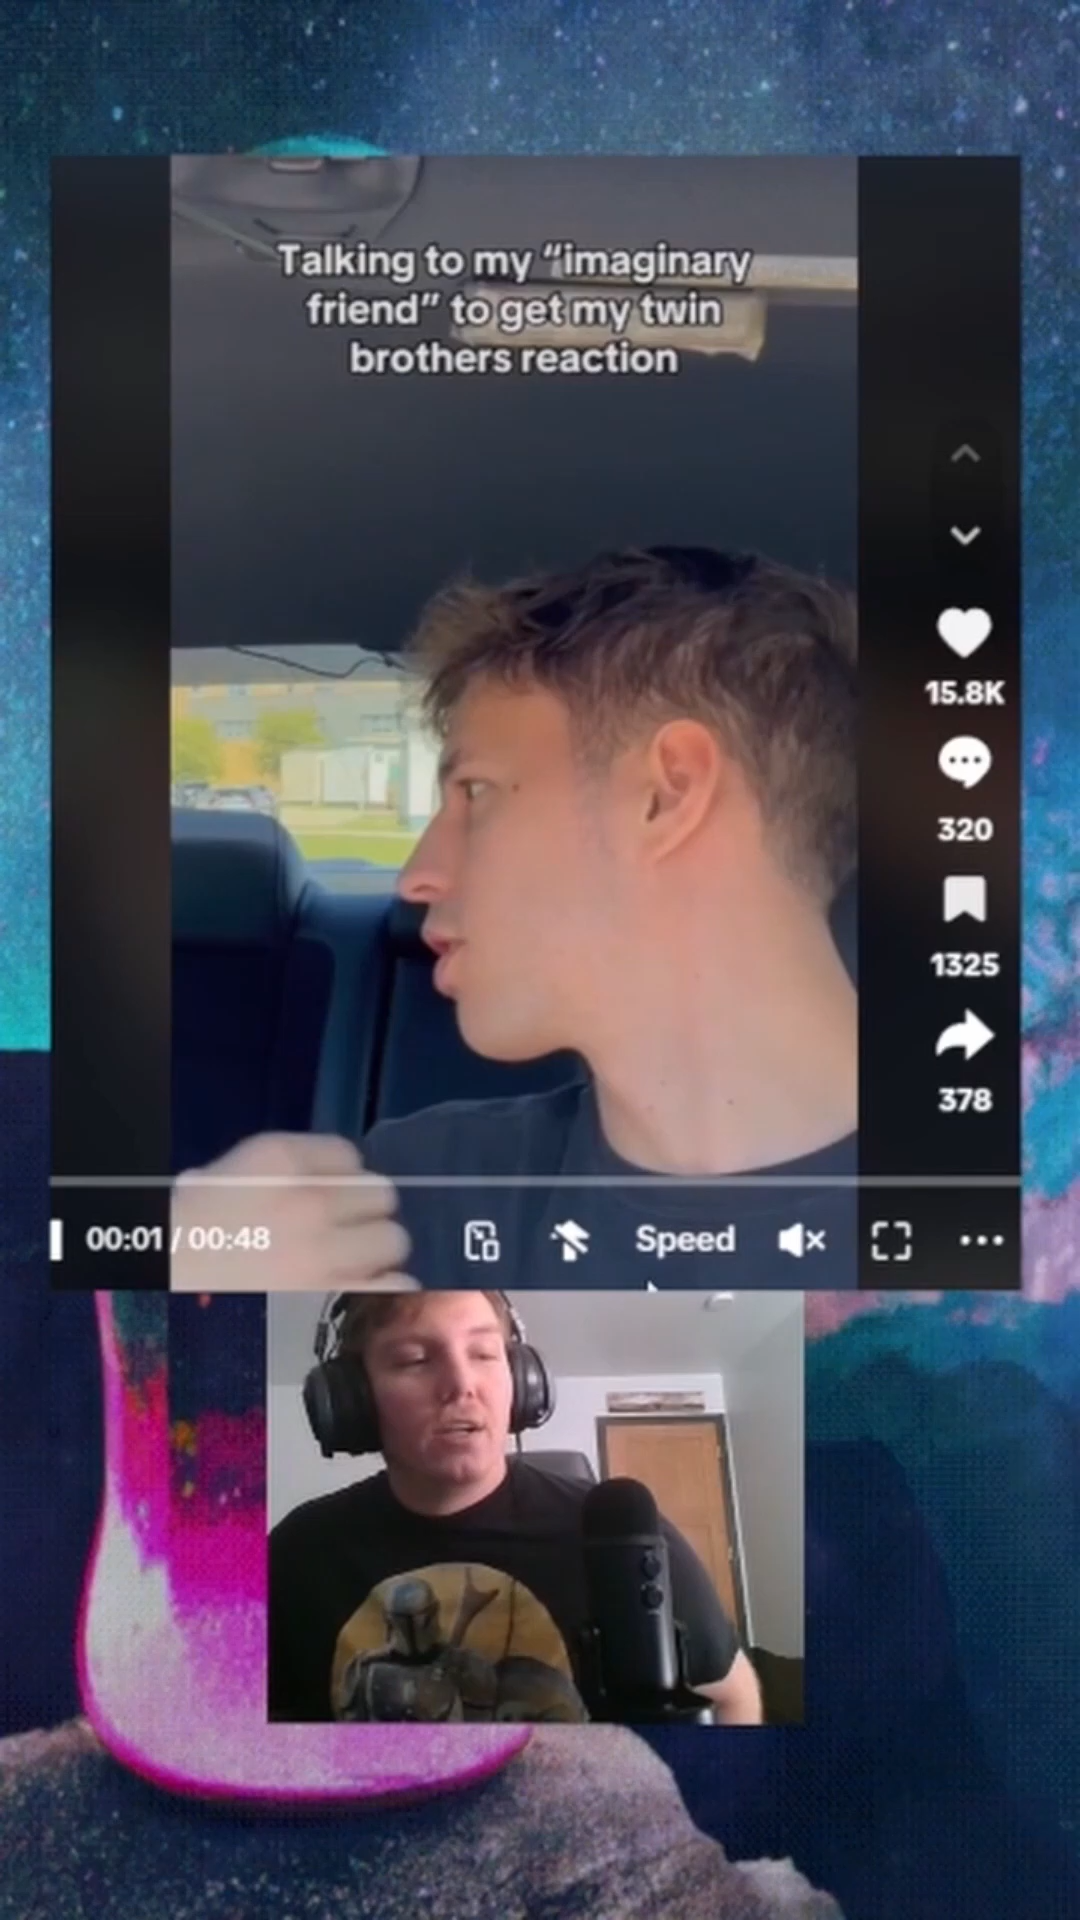 Talking to my “imaginary
friend” to get my twin
brothers reaction
15.8K
320
1325
378
00:01 / 00:48
Speed